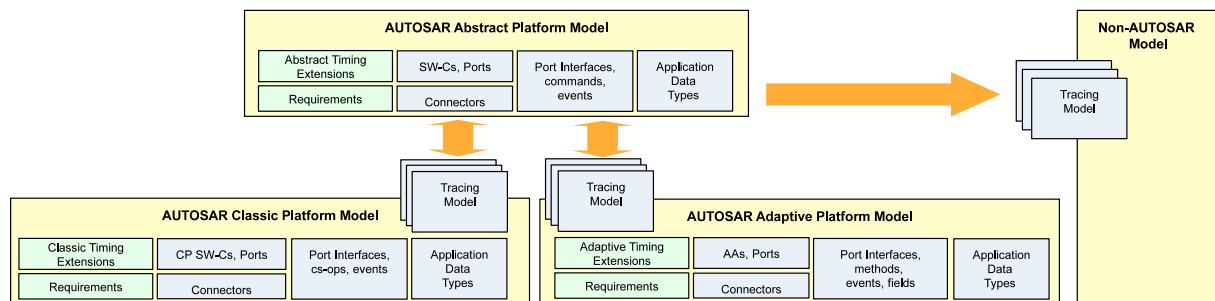 AUTOSAR Abstract Platform Model
Abstract Timing
Extensions
Requirements
SW-Cs, Ports
Connectors
Port Interfaces,
commands,
events
Application
Data
Types
Non-AUTOSAR
Model
Tracing
Model
Tracing
Model
AUTOSAR Classic Platform Model
Classic Timing
Extensions
Requirements
CP SW-Cs, Ports
Connectors
Port Interfaces,
cs-ops, events
Application
Data
Types
Tracing
Model
AUTOSAR Adaptive Platform Model
Adaptive Timing
Extensions
Requirements
AAs, Ports
Connectors
Port Interfaces,
methods,
events, fields
Application
Data
Types